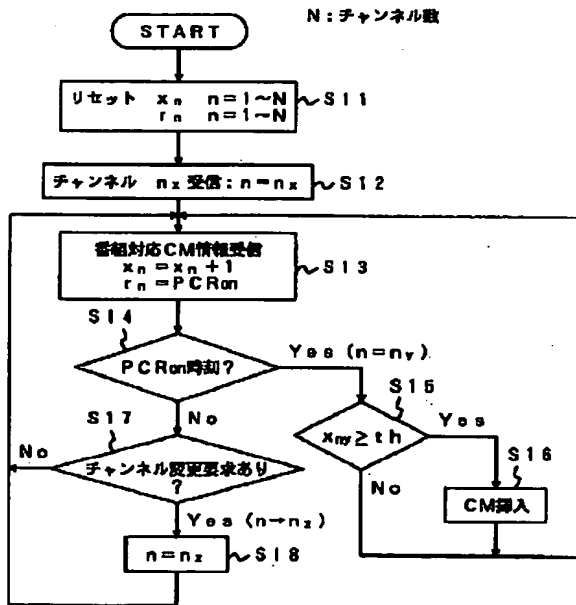 N:チャンネル数
START
リセット xn n=1~N
rn n=1~N
S11
チャンネル nz受信:n=nz
S12
番組対応CM情報受信
xn=xn+1
rn=PCRon
S13
S14
PCRon時刻?
Yes (n=ny)
No
S15
xny≥th
Yes
No
S16
CM挿入
S17
チャンネル変更要求あり
?
No
Yes (n→nz)
n=nz
S18